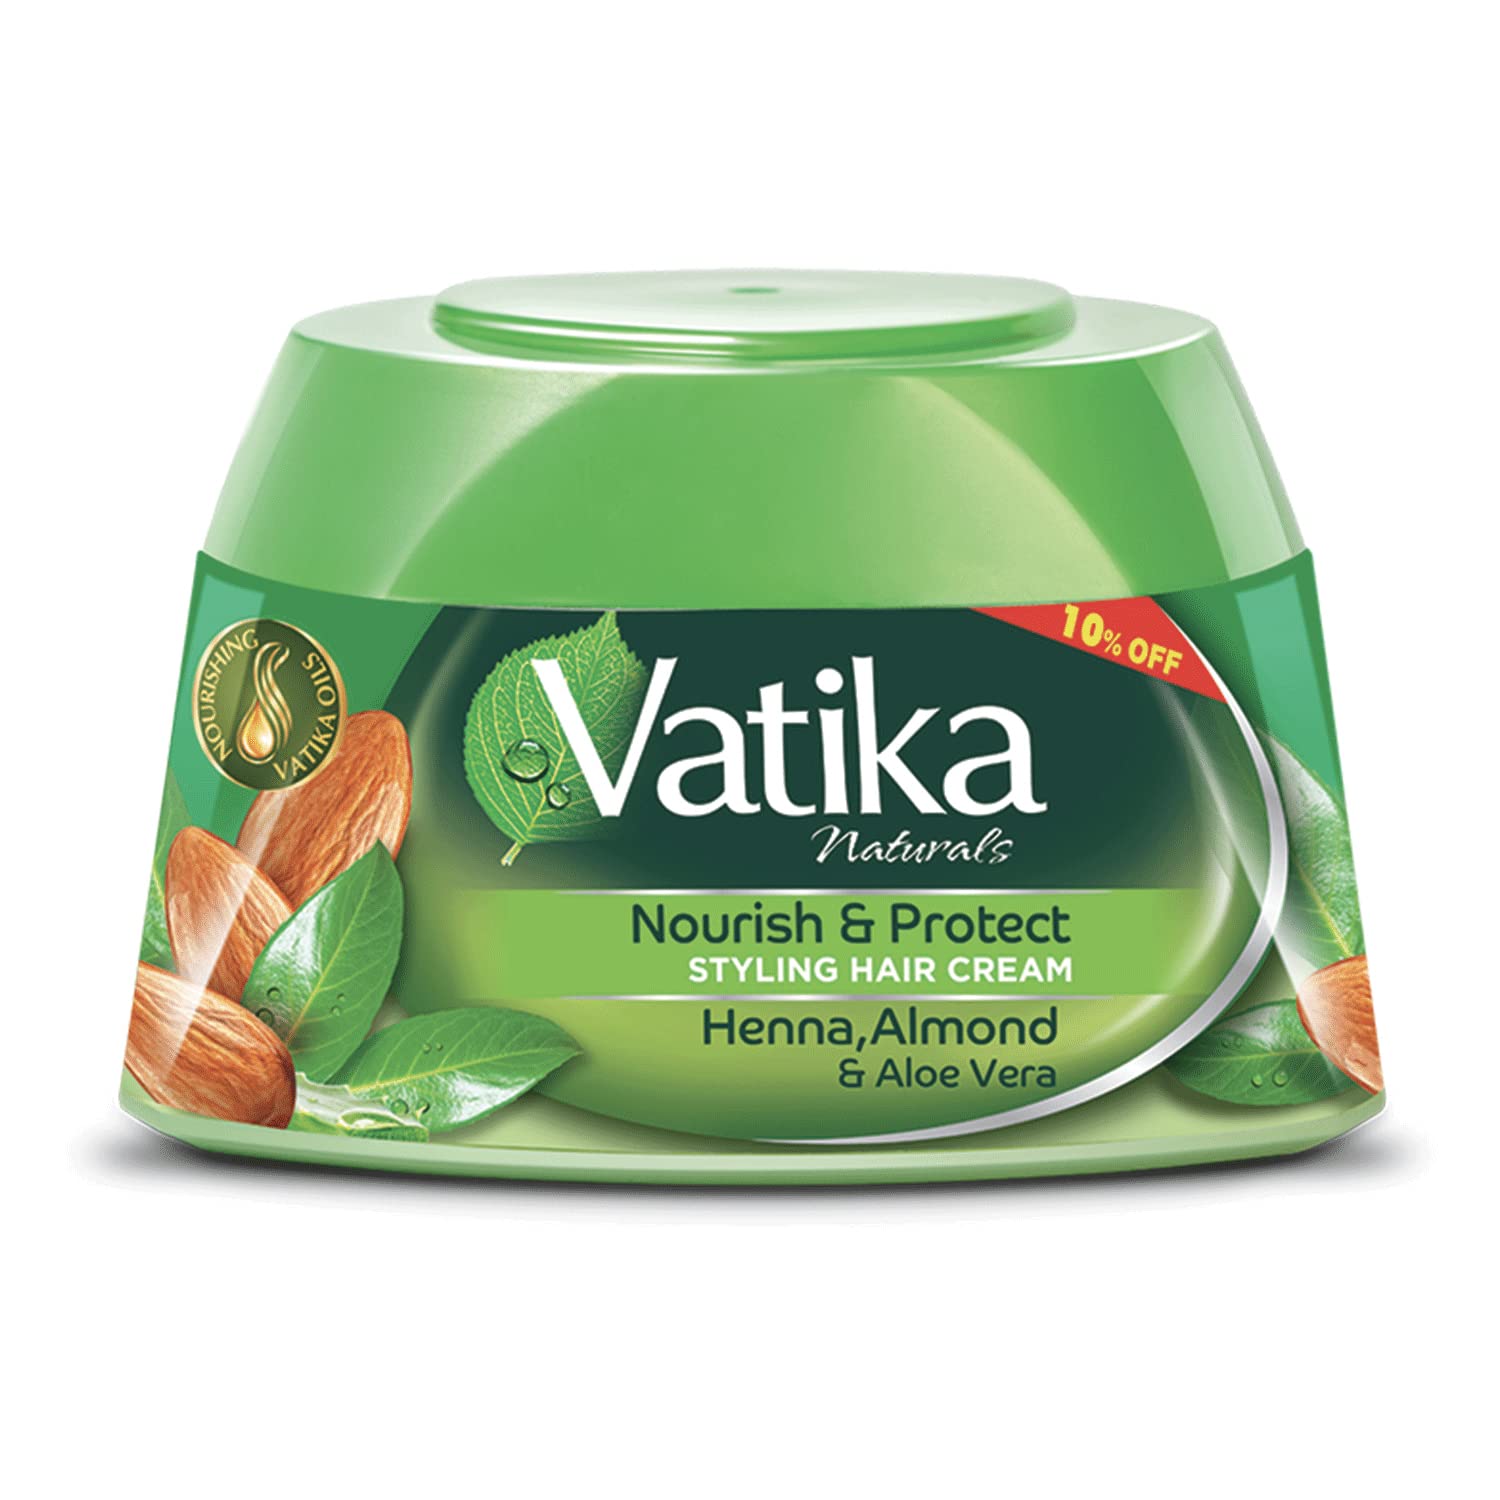 10% OFF
NOURISHING
VATIKA OILS
Vatika
Naturals
Nourish & Protect
STYLING HAIR CREAM
Henna, Almond
& Aloe Vera